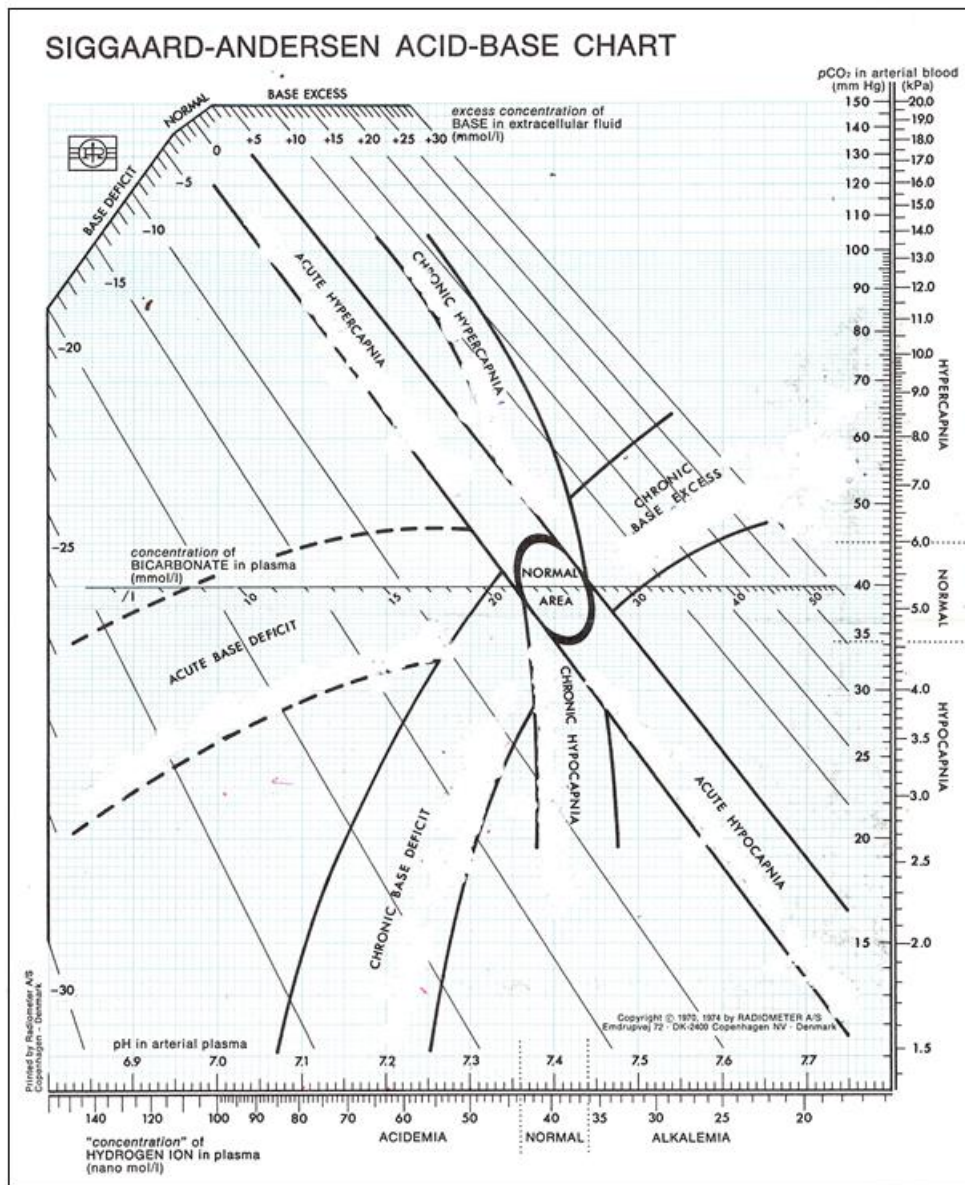 SIGGAARD-ANDERSEN ACID-BASE CHART
pCO₂ in arterial blood
(mm Hg) (kPa)
BASE EXCESS
NORMAL
BASE DEFICIT
excess concentration of
BASE in extracellular fluid
(mmol/l)
0 +5 +10 +15 +20 +25 +30
-5
-10
-15
-20
-25
-30
150 20.0
19.0
140 18.0
130 17.0
120 16.0
15.0
110 14.0
100 13.0
90 12.0
11.0
80
10.0
70 9.0
60 8.0
7.0
50
6.0
40
5.0
35
30 4.0
3.5
25
3.0
20
2.5
15 2.0
1.5
HYPERCAPNIA
NORMAL
HYPOCAPNIA
ACUTE HYPERCAPNIA
CHRONIC HYPERCAPNIA
CHRONIC
BASE EXCESS
concentration of
BICARBONATE in plasma
(mmol/l)
10 15 20 30 40 50
NORMAL
AREA
ACUTE BASE DEFICIT
CHRONIC BASE DEFICIT
CHRONIC HYPOCAPNIA
ACUTE HYPOCAPNIA
Copyright © 1970, 1974 by RADIOMETER A/S
Emdrupvej 72 · DK-2400 Copenhagen NV · Denmark
Printed by Radiometer A/S
Copenhagen - Denmark
pH in arterial plasma
6.9 7.0 7.1 7.2 7.3 7.4 7.5 7.6 7.7
140 120 100 90 80 70 60 50 40 35 30 20
ACIDEMIA NORMAL ALKALEMIA
"concentration" of
HYDROGEN ION in plasma
(nano mol/l)